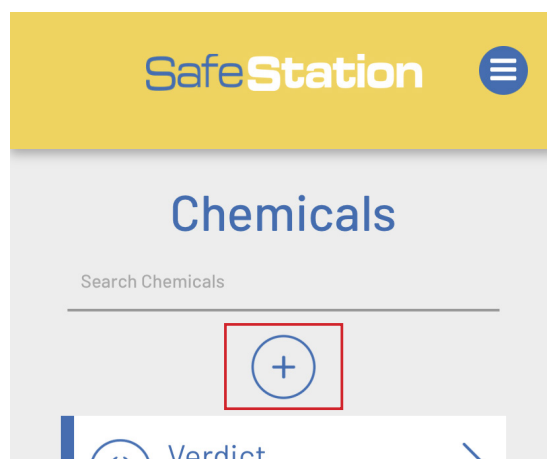 SafeStation
Chemicals
Search Chemicals
+
Verdict